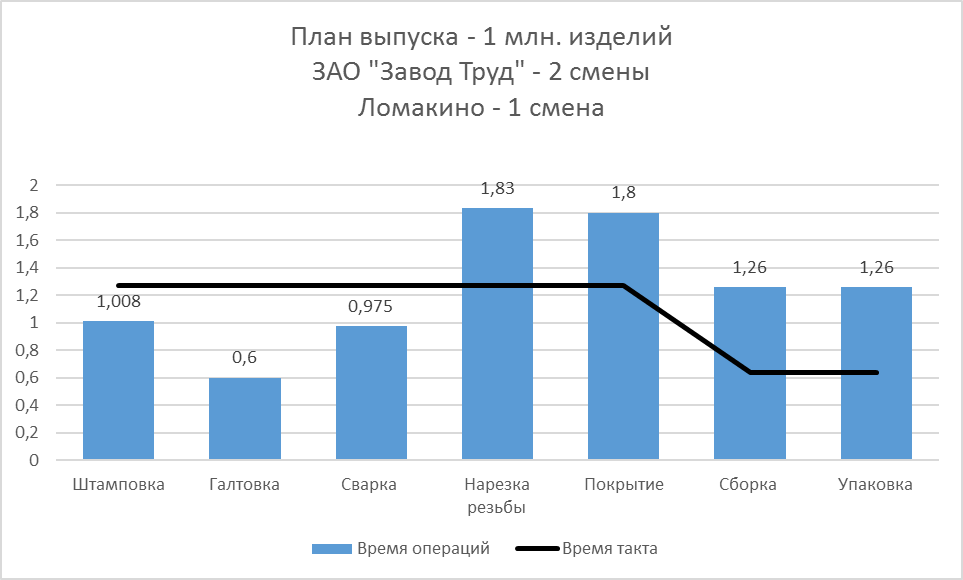 План выпуска - 1 млн. изделий
ЗАО "Завод Труд" - 2 смены
Ломакино - 1 смена
2
1,8
1,6
1,4
1,2
1
0,8
0,6
0,4
0,2
0
1,008
0,6
0,975
1,83
1,8
1,26
1,26
Штамповка
Галтовка
Сварка
Нарезка
резьбы
Покрытие
Сборка
Упаковка
Время операций
Время такта